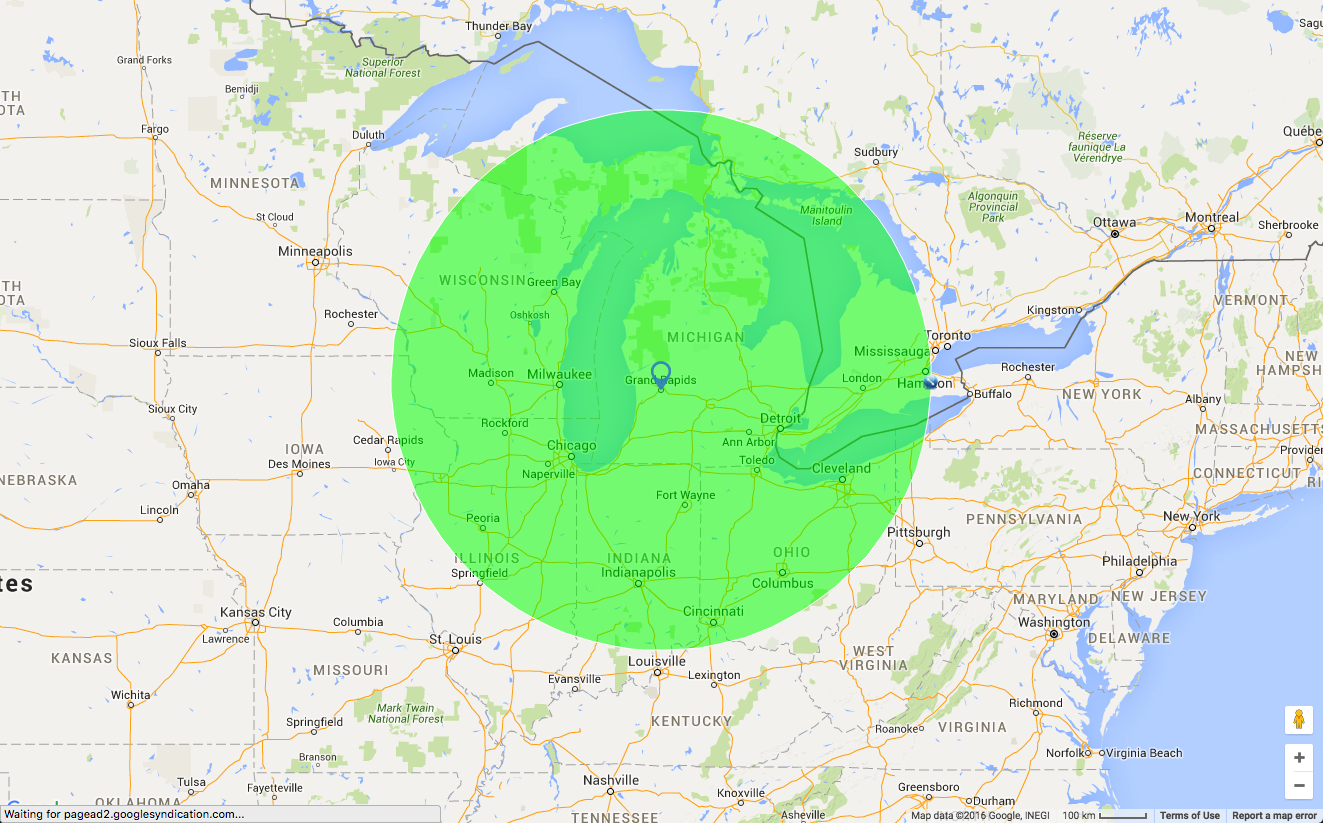 Thunder Bay
Sagu
Grand Forks
Superior
National Forest
Bemidji
TH
OTA
Fargo
Duluth
Sudbury
Réserve
faunique La
Vérendrye
Québec
MINNESOTA
St Cloud
Manitoulin
Island
Algonquin
Provincial
Park
Ottawa
Montreal
Sherbrooke
Minneapolis
WISCONSIN
Green Bay
TH
OTA
Rochester
Oshkosh
Kingston
VERMONT
Sioux Falls
MICHIGAN
Toronto
Mississauga
NEW
HAMPSH
Madison
Milwaukee
Grand Rapids
London
Hamilton
Rochester
Buffalo
NEW YORK
Albany
Sioux City
Rockford
Detroit
MASSACHUSETTS
Cedar Rapids
IOWA
Iowa City
Chicago
Ann Arbor
Providen
Des Moines
Naperville
Toledo
Cleveland
CONNECTICUT
RI
NEBRASKA
Omaha
Fort Wayne
Lincoln
Peoria
Pittsburgh
PENNSYLVANIA
New York
ILLINOIS
INDIANA
OHIO
Springfield
Indianapolis
Columbus
Philadelphia
tes
MARYLAND
NEW JERSEY
Kansas City
Columbia
Cincinnati
Washington
Lawrence
St. Louis
DELAWARE
KANSAS
MISSOURI
Louisville
WEST
VIRGINIA
Evansville
Lexington
Wichita
Mark Twain
National Forest
Richmond
Springfield
KENTUCKY
Roanoke
VIRGINIA
Branson
Norfolk
Virginia Beach
Tulsa
Fayetteville
Nashville
Knoxville
Greensboro
Durham
OKLAHOMA
TENNESSEE
Asheville
Raleigh
Waiting for pagead2.googlesyndication.com...
Map data ©2016 Google, INEGI
100 km
Terms of Use
Report a map error